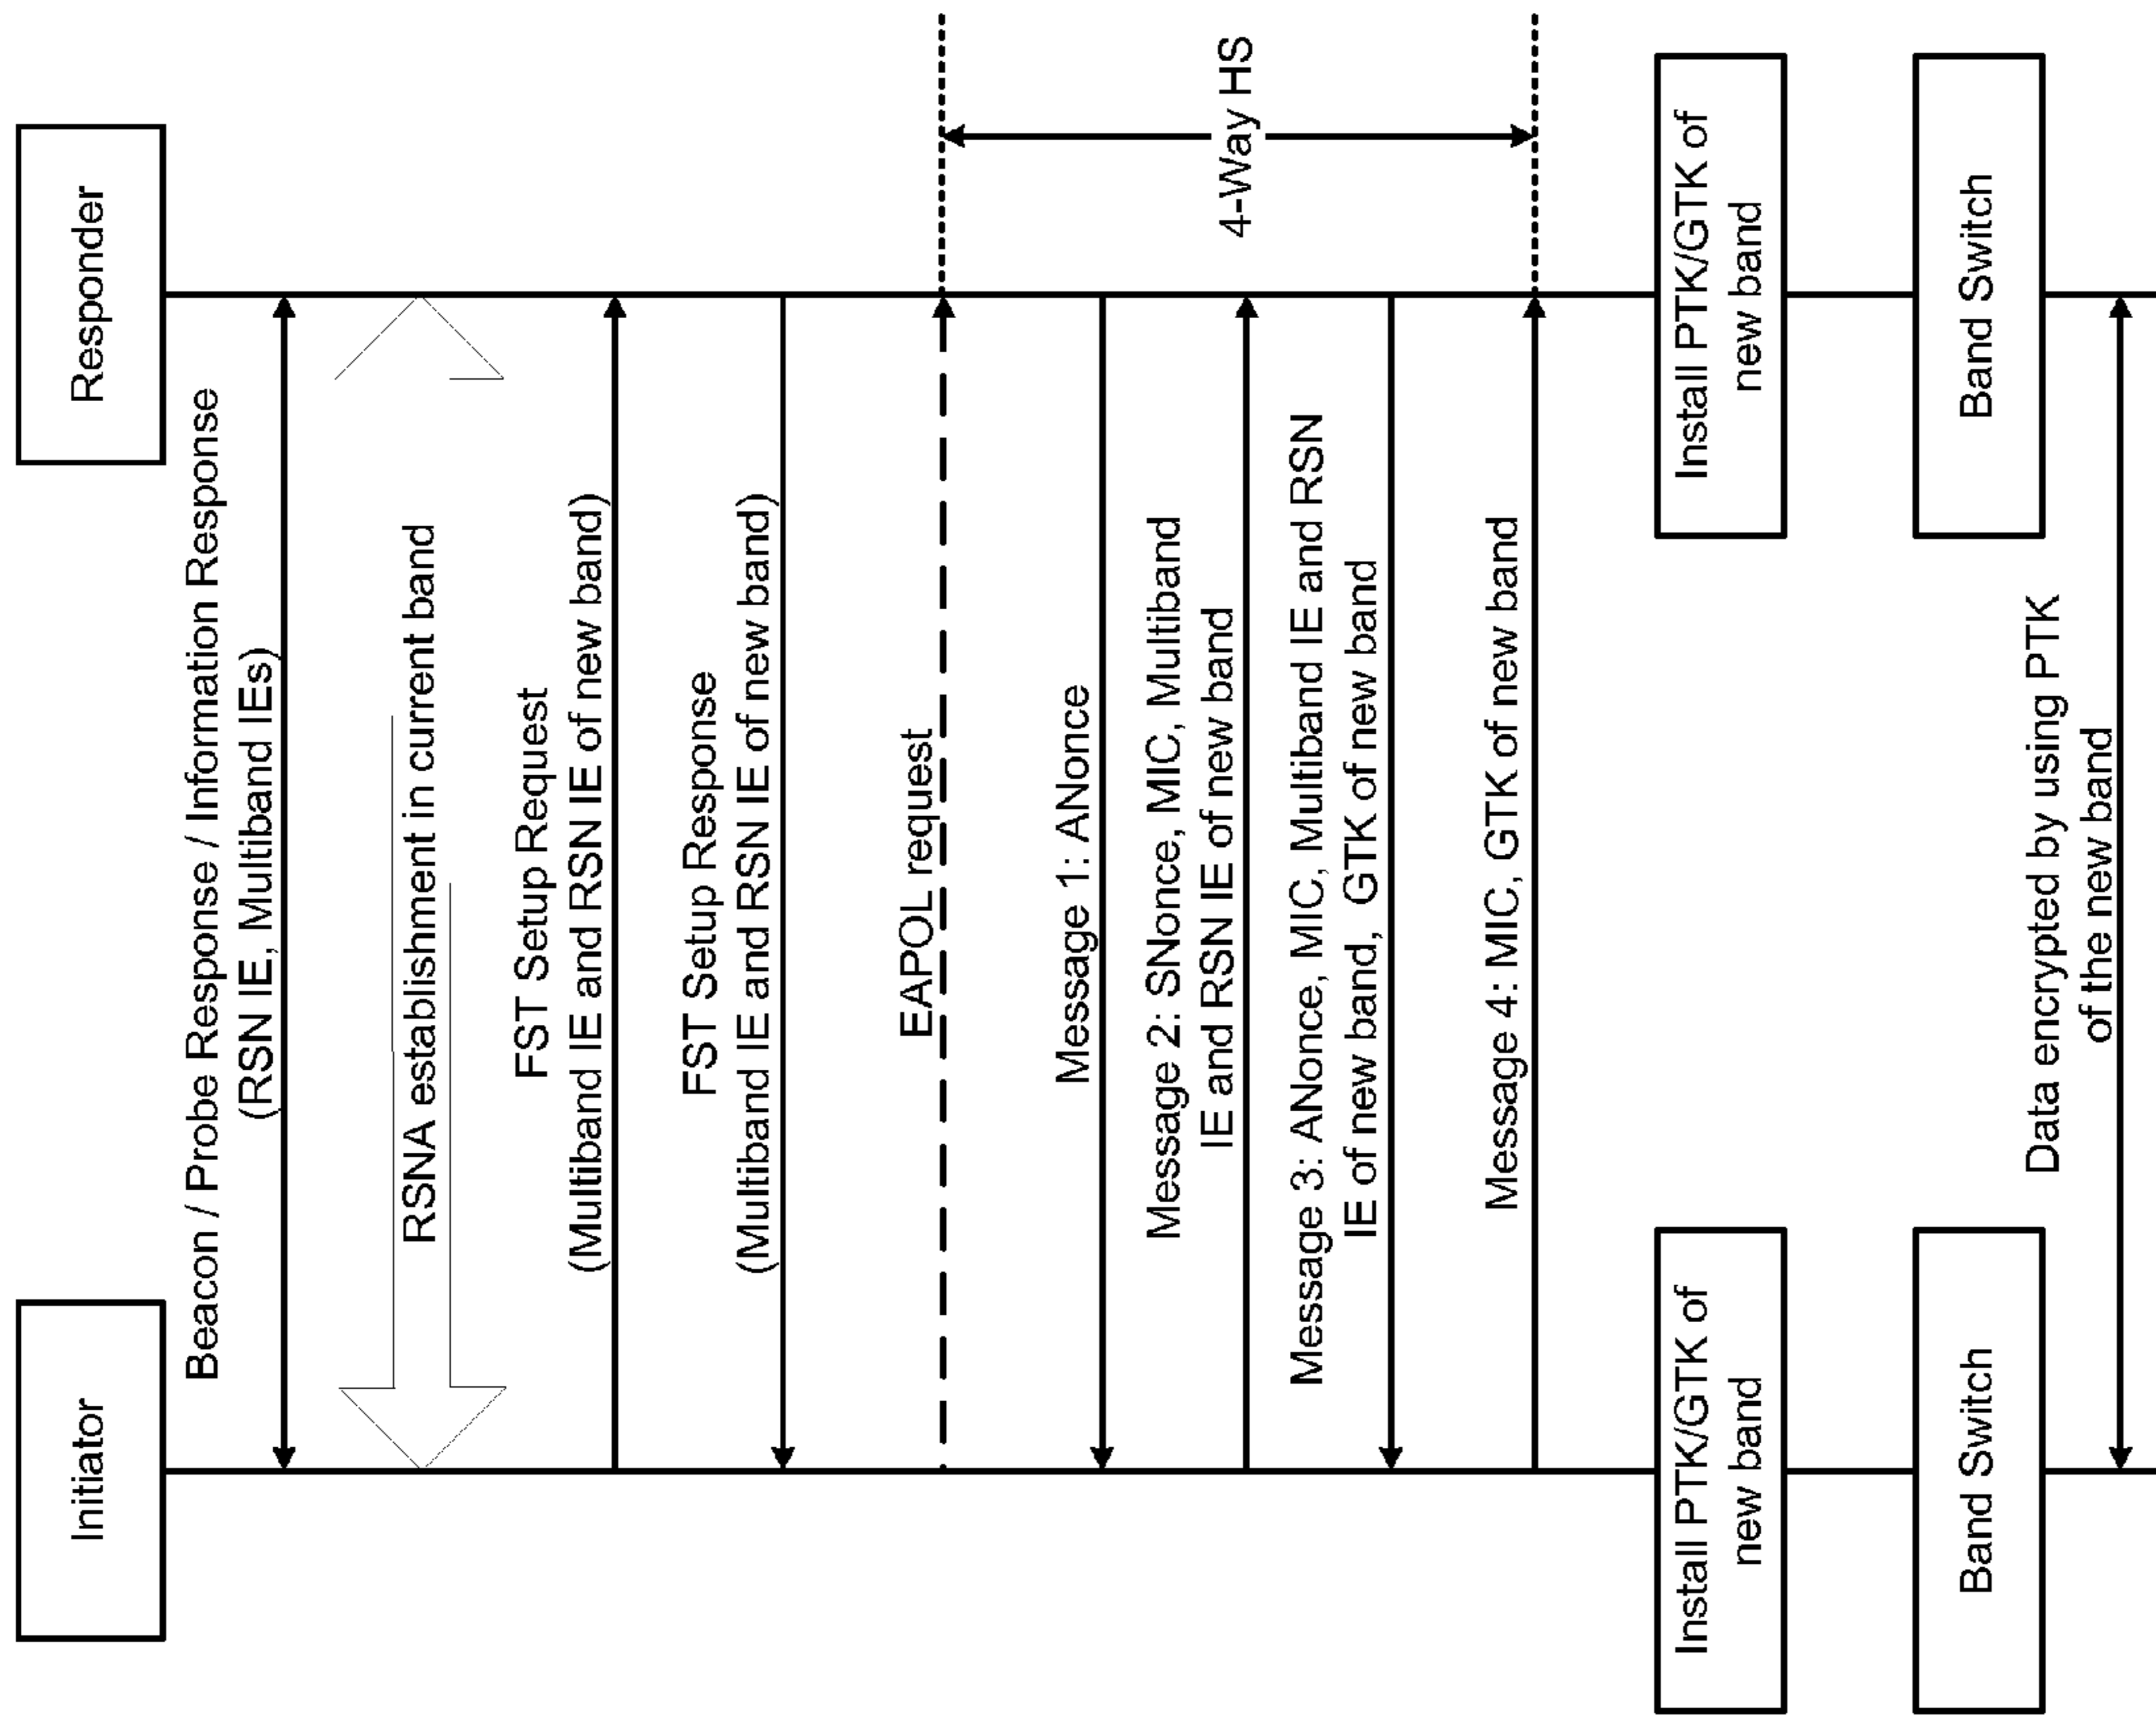 Initiator
Responder
Beacon / Probe Response / Information Response
(RSN IE, Multiband IEs)
RSNA establishment in current band
FST Setup Request
(Multiband IE and RSN IE of new band)
FST Setup Response
(Multiband IE and RSN IE of new band)
EAPOL request
Message 1: ANonce
Message 2: SNonce, MIC, Multiband
IE and RSN IE of new band
Message 3: ANonce, MIC, Multiband IE and RSN
IE of new band, GTK of new band
Message 4: MIC, GTK of new band
4-Way HS
Install PTK/GTK of
new band
Install PTK/GTK of
new band
Band Switch
Band Switch
Data encrypted by using PTK
of the new band